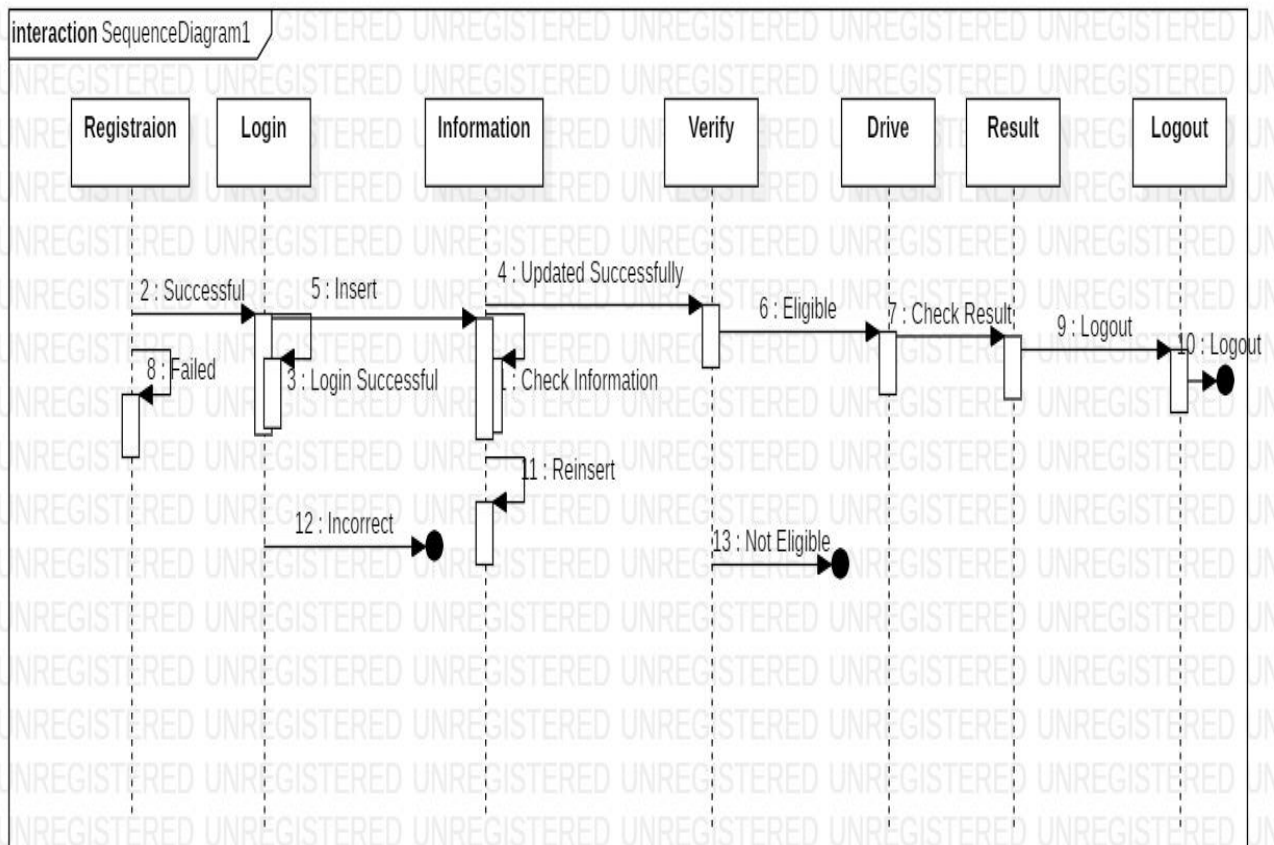 interaction SequenceDiagram1
Registraion
Login
Information
Verify
Drive
Result
Logout
4 : Updated Successfully
2 : Successful
5 : Insert
6 : Eligible
7 : Check Result
9 : Logout
10 : Logout
8 : Failed
3 : Login Successful
1 : Check Information
11 : Reinsert
12 : Incorrect
13 : Not Eligible
UNREGISTERED